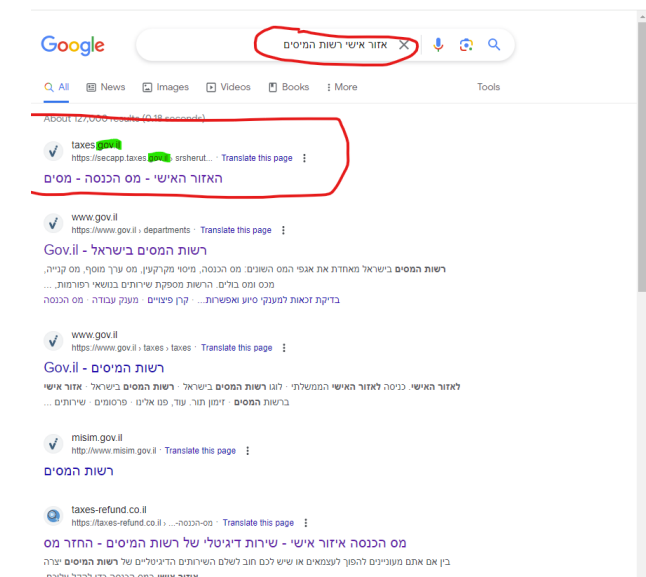 Google
אזור אישי רשות המיסים
All News Images Videos Books More Tools
About 127,000 results (0.18 seconds)
taxes.gov.il
https://secapp.taxes.gov.il › srsherut... · Translate this page
האזור האישי - מס הכנסה - מסים
www.gov.il
https://www.gov.il › departments · Translate this page
רשות המסים בישראל - Gov.il
רשות המסים בישראל מאחדת את אגפי המס השונים: מס הכנסה, מיסוי מקרקעין, מס ערך מוסף, מס קנייה,
מכס ומס בולים. הרשות מספקת שירותים בנושאי רפורמות, ...
בדיקת זכאות למענקי סיוע ואפשרות... · קרן פיצויים · מענק עבודה · מס הכנסה
www.gov.il
https://www.gov.il › taxes › taxes · Translate this page
רשות המיסים - Gov.il
לאזור האישי. כניסה לאזור האישי הממשלתי · לוגו רשות המסים בישראל · רשות המסים בישראל · אזור אישי
ברשות המסים · זימון תור. עוד, פנו אלינו · פרסומים · שירותים ...
misim.gov.il
http://www.misim.gov.il · Translate this page
רשות המסים
taxes-refund.co.il
https://taxes-refund.co.il › ...-מס-הכנסה · Translate this page
מס הכנסה איזור אישי - שירות דיגיטלי של רשות המיסים - החזר מס
בין אם אתם מעוניינים להפוך לעצמאים או שיש לכם חוב לשלם השירותים הדיגיטליים של רשות המיסים יצרה